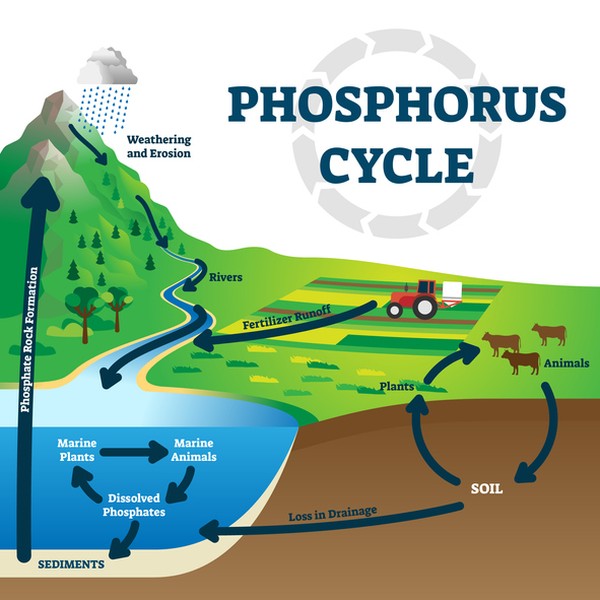 PHOSPHORUS
CYCLE
Weathering
and Erosion
Rivers
Fertilizer Runoff
Phosphate Rock Formation
Plants
Animals
Marine
Plants
Marine
Animals
Dissolved
Phosphates
SOIL
Loss in Drainage
SEDIMENTS